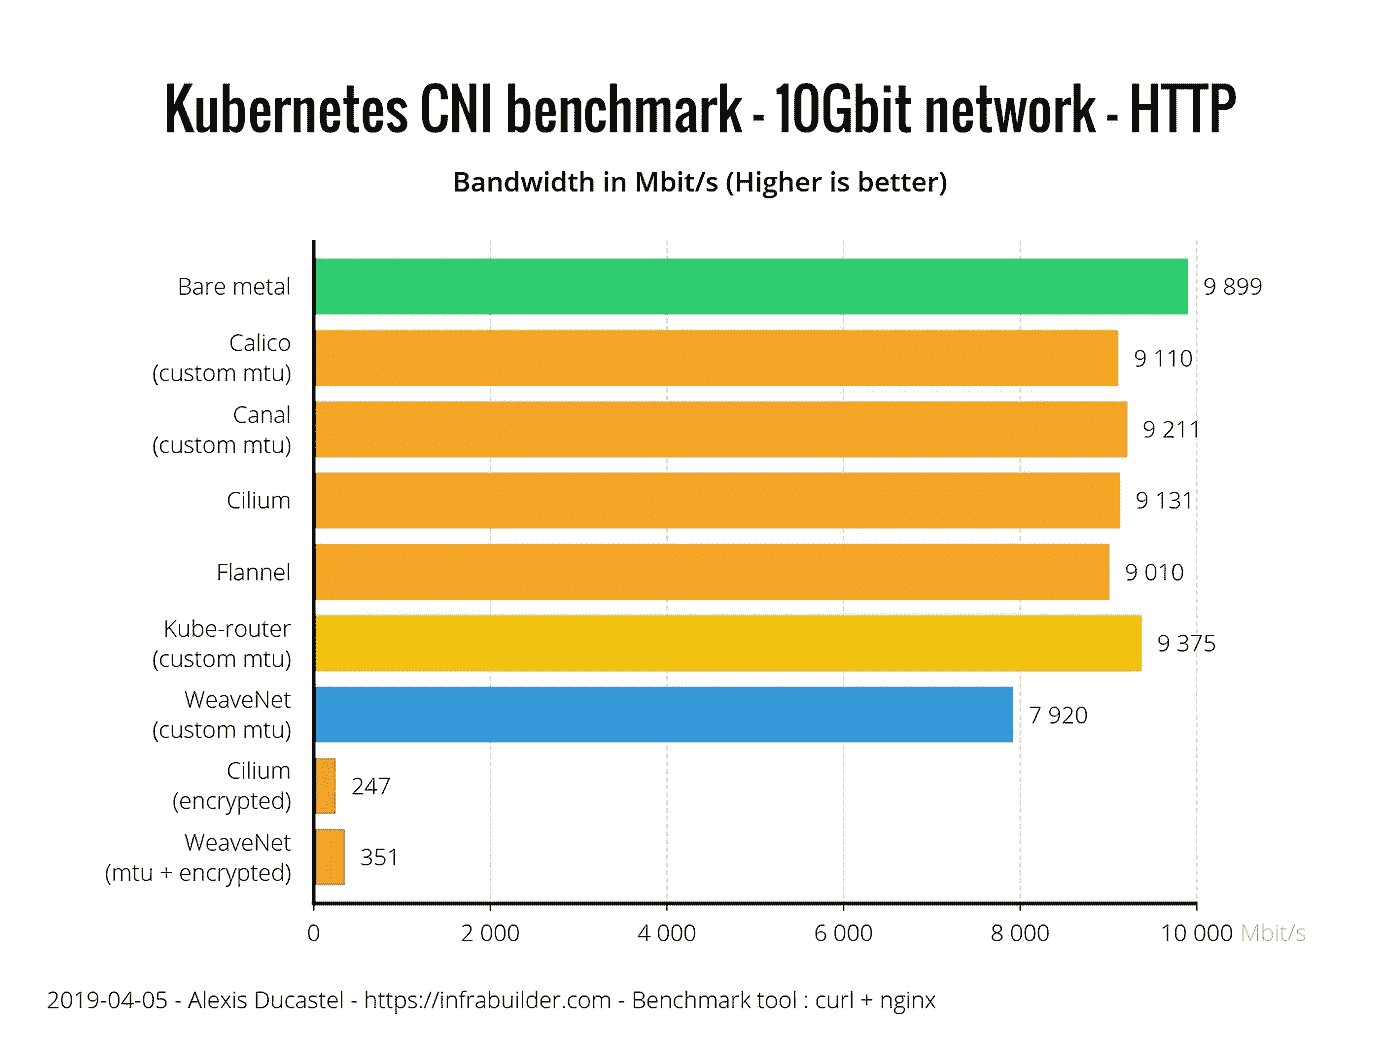 Kubernetes CNI benchmark - 10Gbit network - HTTP
Bandwidth in Mbit/s (Higher is better)
Bare metal
9 899
Calico
(custom mtu)
9 110
Canal
(custom mtu)
9 211
Cilium
9 131
Flannel
9 010
Kube-router
(custom mtu)
9 375
WeaveNet
(custom mtu)
7 920
Cilium
(encrypted)
247
WeaveNet
(mtu + encrypted)
351
0 2 000 4 000 6 000 8 000 10 000 Mbit/s
2019-04-05 - Alexis Ducastel - https://infrabuilder.com - Benchmark tool : curl + nginx